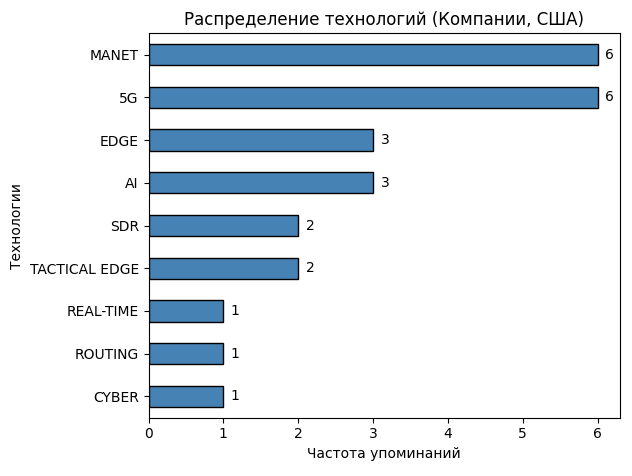 Распределение технологий (Компании, США)
Технологии
MANET 6
5G 6
EDGE 3
AI 3
SDR 2
TACTICAL EDGE 2
REAL-TIME 1
ROUTING 1
CYBER 1
0 1 2 3 4 5 6
Частота упоминаний